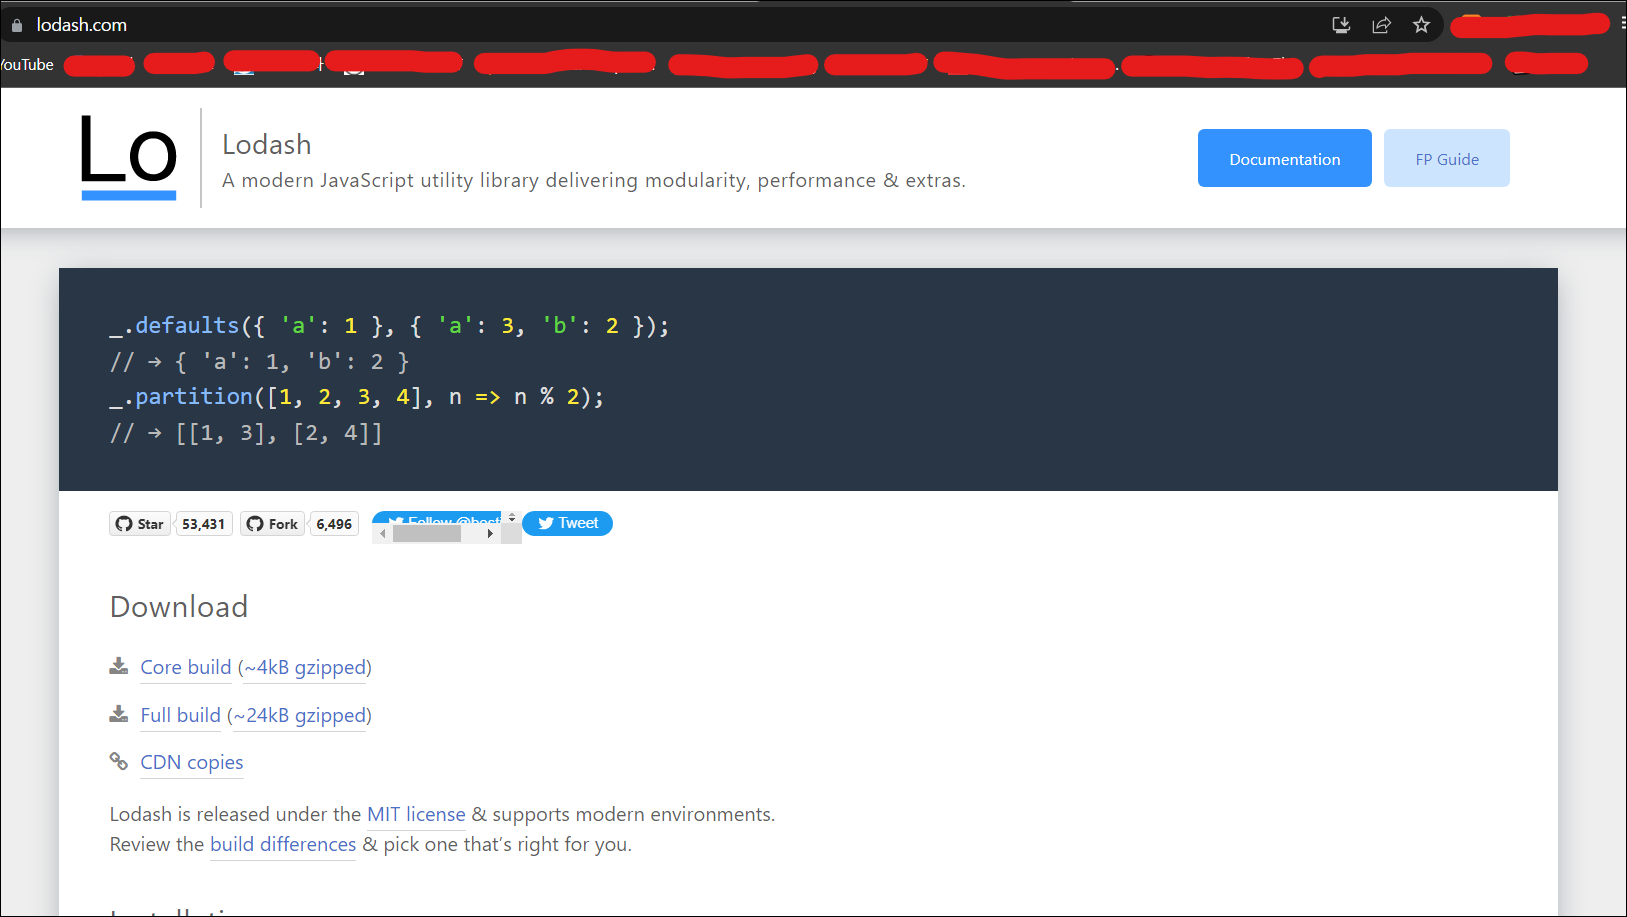 lodash.com
YouTube
Lo
Lodash
A modern JavaScript utility library delivering modularity, performance & extras.
Documentation
FP Guide
_.defaults({ 'a': 1 }, { 'a': 3, 'b': 2 });
// → { 'a': 1, 'b': 2 }
_.partition([1, 2, 3, 4], n => n % 2);
// → [[1, 3], [2, 4]]
Star 53,431 Fork 6,496 Follow Tweet
Download
Core build (~4kB gzipped)
Full build (~24kB gzipped)
CDN copies
Lodash is released under the MIT license & supports modern environments.
Review the build differences & pick one that’s right for you.